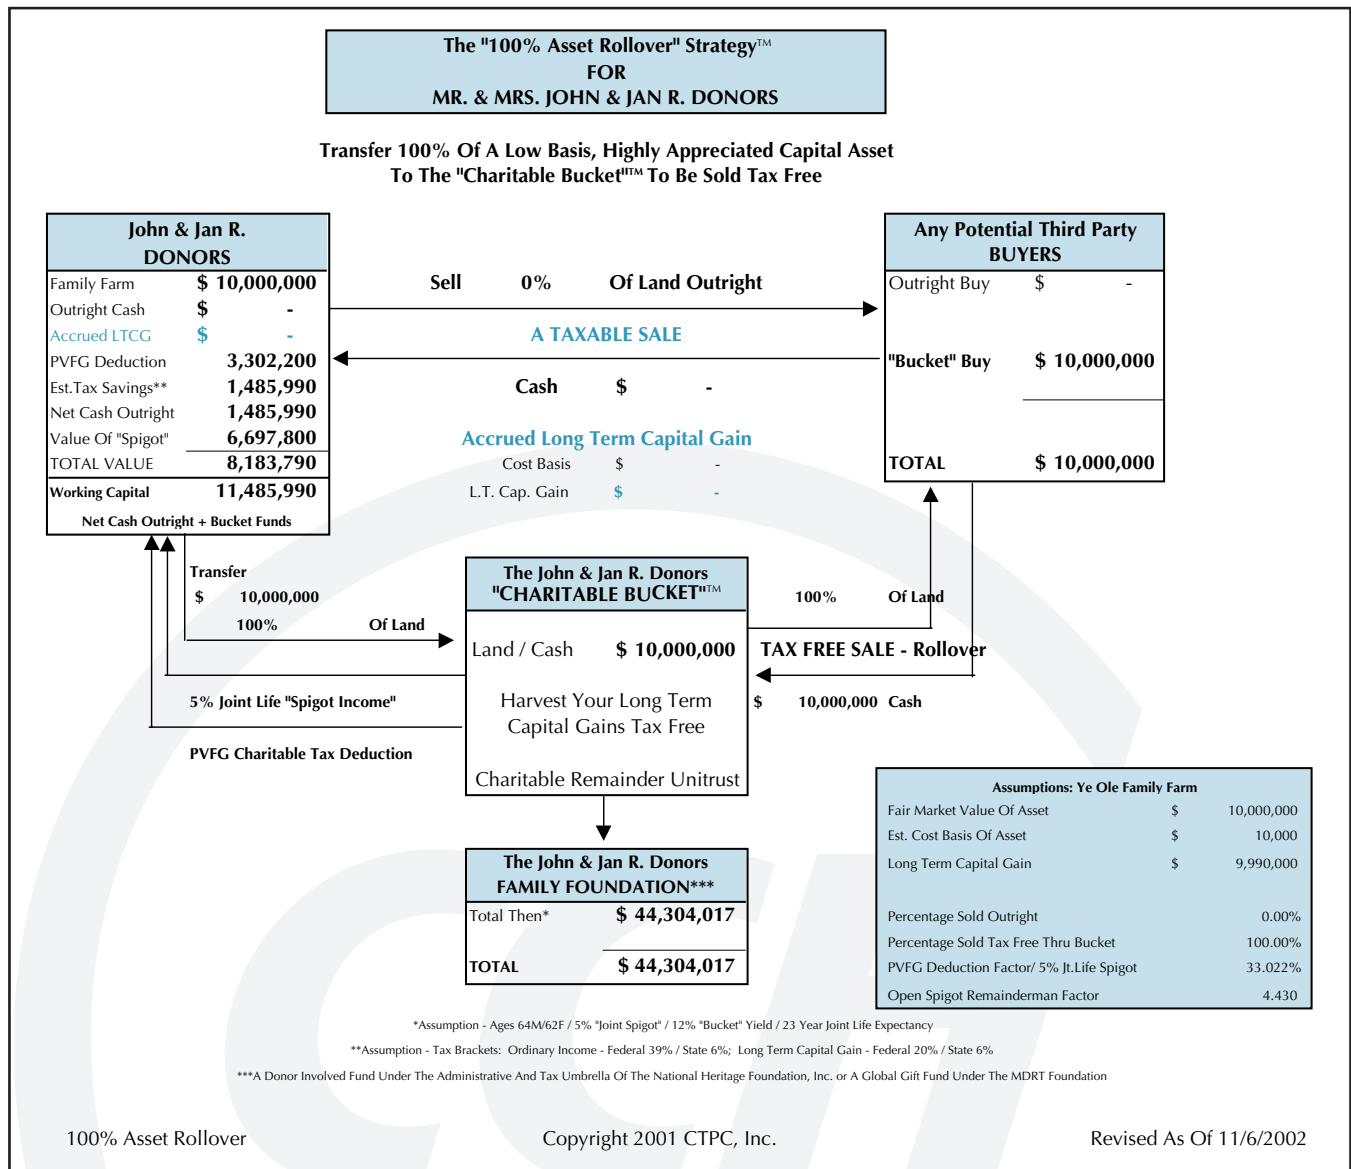 The "100% Asset Rollover" Strategy™
FOR
MR. & MRS. JOHN & JAN R. DONORS
Transfer 100% Of A Low Basis, Highly Appreciated Capital Asset
To The "Charitable Bucket"™ To Be Sold Tax Free
John & Jan R.
DONORS
Family Farm $ 10,000,000
Outright Cash $ -
Accrued LTCG $ -
PVFG Deduction 3,302,200
Est.Tax Savings** 1,485,990
Net Cash Outright 1,485,990
Value Of "Spigot" 6,697,800
TOTAL VALUE 8,183,790
Working Capital 11,485,990
Net Cash Outright + Bucket Funds
Sell 0% Of Land Outright
A TAXABLE SALE
Cash $ -
Accrued Long Term Capital Gain
Cost Basis $ -
L.T. Cap. Gain $ -
Any Potential Third Party
BUYERS
Outright Buy $ -
"Bucket" Buy $ 10,000,000
TOTAL $ 10,000,000
Transfer
$ 10,000,000
100% Of Land
5% Joint Life "Spigot Income"
PVFG Charitable Tax Deduction
The John & Jan R. Donors
"CHARITABLE BUCKET"™
Land / Cash $ 10,000,000
Harvest Your Long Term
Capital Gains Tax Free
Charitable Remainder Unitrust
100% Of Land
TAX FREE SALE - Rollover
$ 10,000,000 Cash
The John & Jan R. Donors
FAMILY FOUNDATION***
Total Then* $ 44,304,017
TOTAL $ 44,304,017
Assumptions: Ye Ole Family Farm
Fair Market Value Of Asset $ 10,000,000
Est. Cost Basis Of Asset $ 10,000
Long Term Capital Gain $ 9,990,000
Percentage Sold Outright 0.00%
Percentage Sold Tax Free Thru Bucket 100.00%
PVFG Deduction Factor/ 5% Jt.Life Spigot 33.022%
Open Spigot Remainderman Factor 4.430
*Assumption - Ages 64M/62F / 5% "Joint Spigot" / 12% "Bucket" Yield / 23 Year Joint Life Expectancy
**Assumption - Tax Brackets: Ordinary Income - Federal 39% / State 6%; Long Term Capital Gain - Federal 20% / State 6%
***A Donor Involved Fund Under The Administrative And Tax Umbrella Of The National Heritage Foundation, Inc. or A Global Gift Fund Under The MDRT Foundation
100% Asset Rollover
Copyright 2001 CTPC, Inc.
Revised As Of 11/6/2002